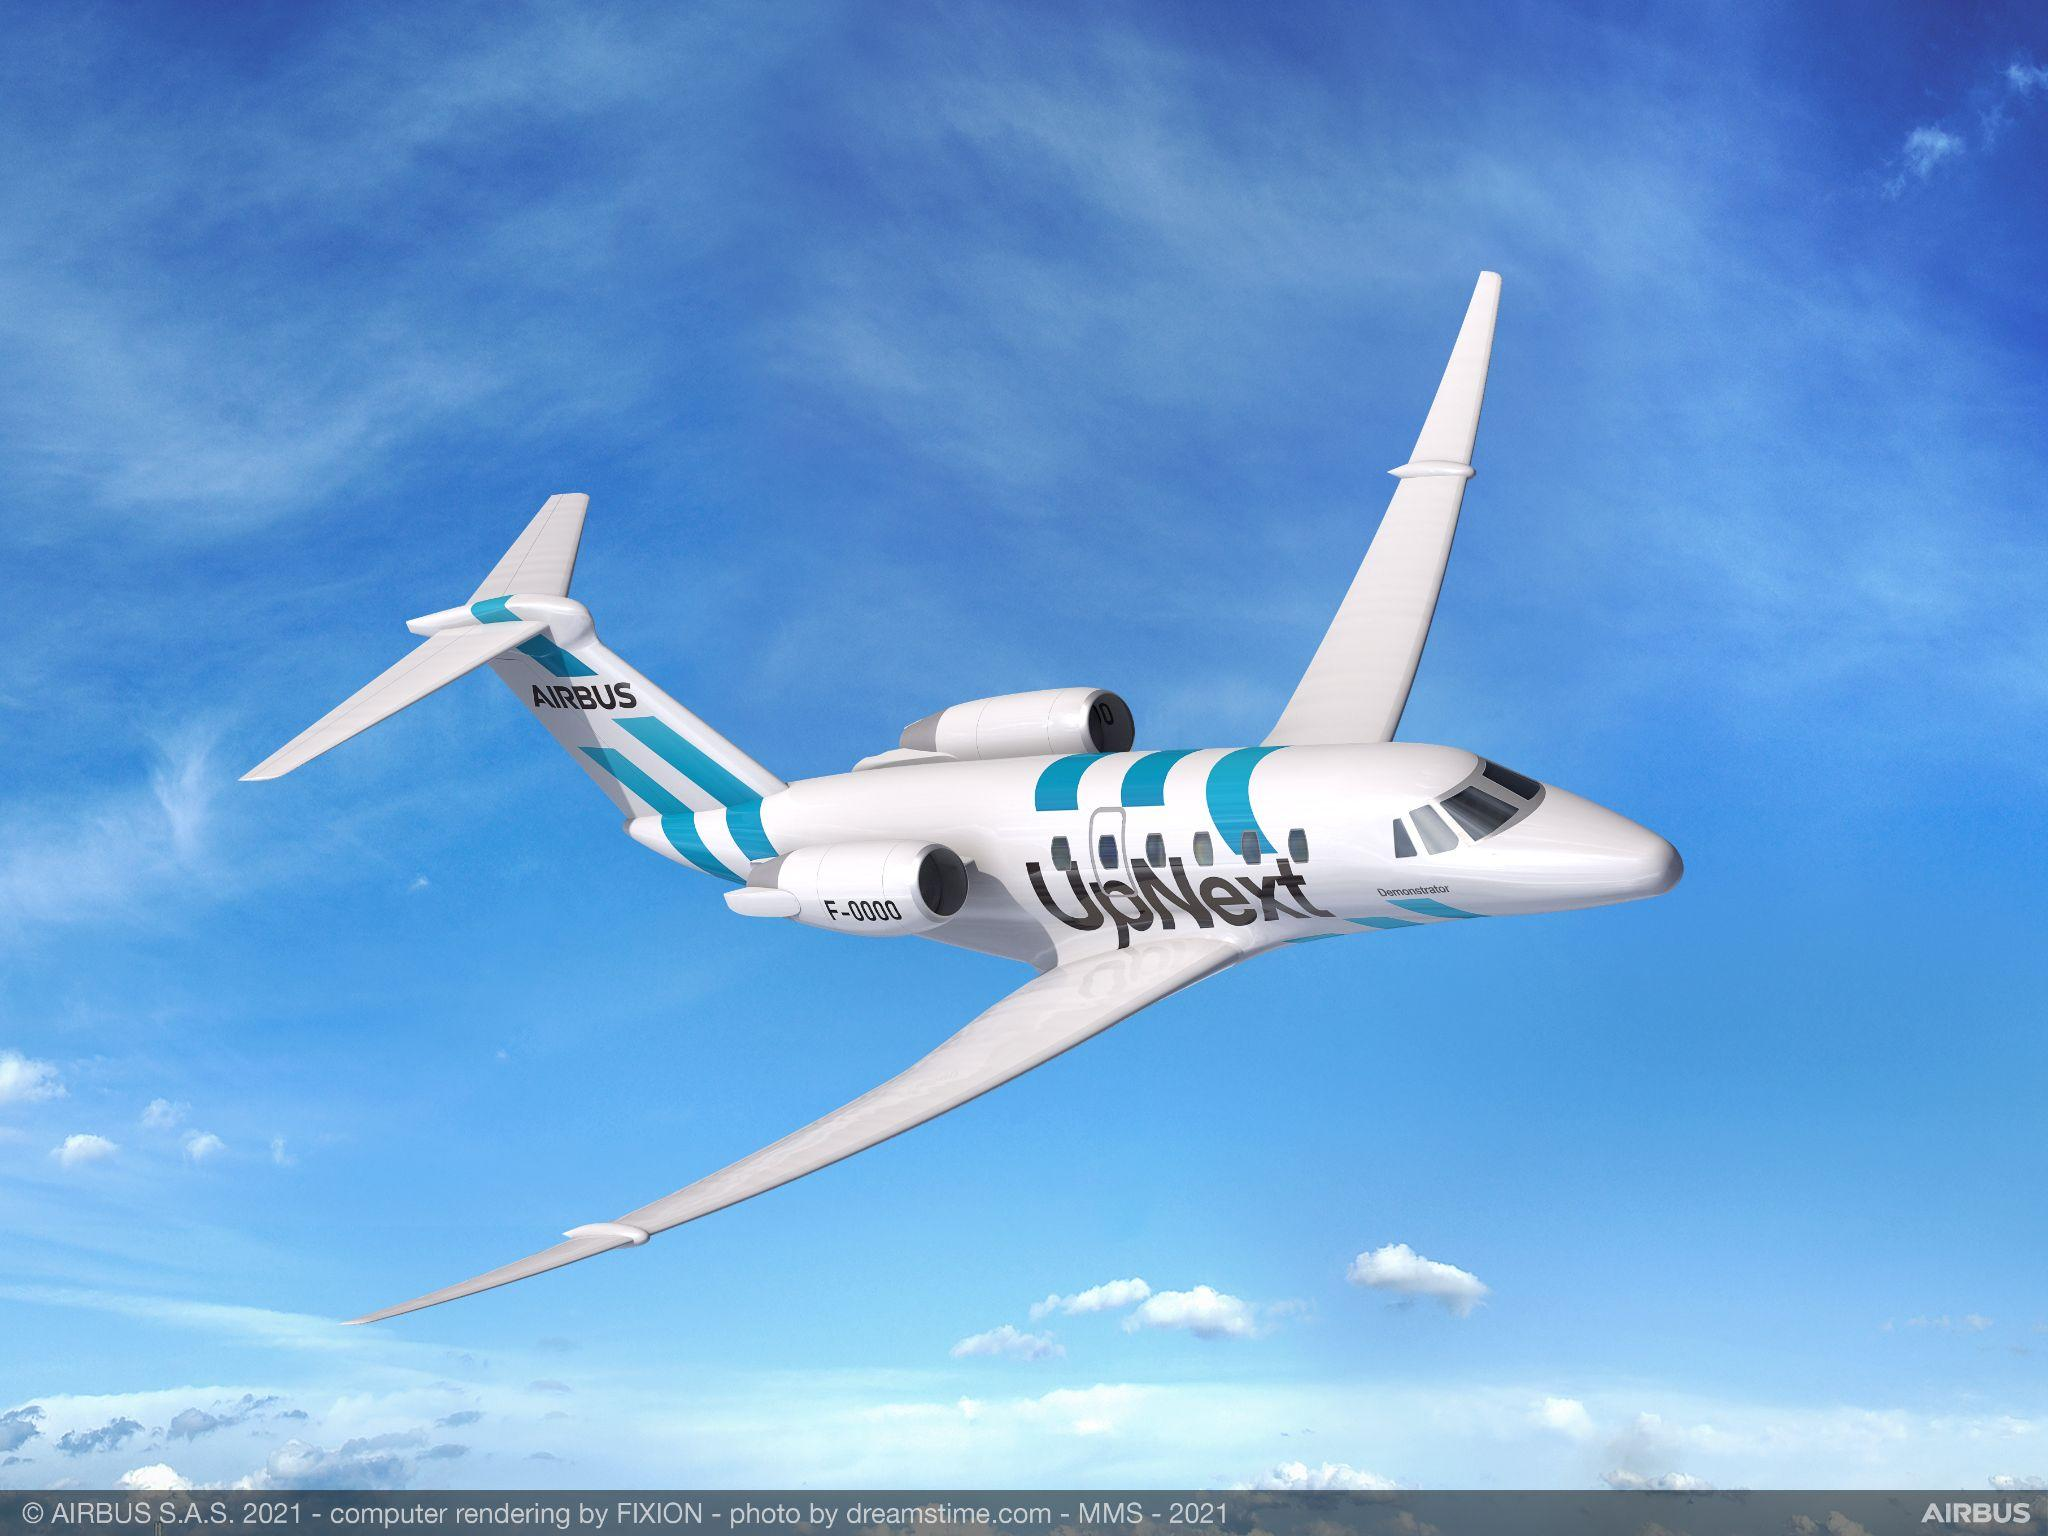 AIRBUS
F-0000
UpNext
Demonstrator
© AIRBUS S.A.S. 2021 - computer rendering by FIXION - photo by dreamstime.com - MMS - 2021
AIRBUS